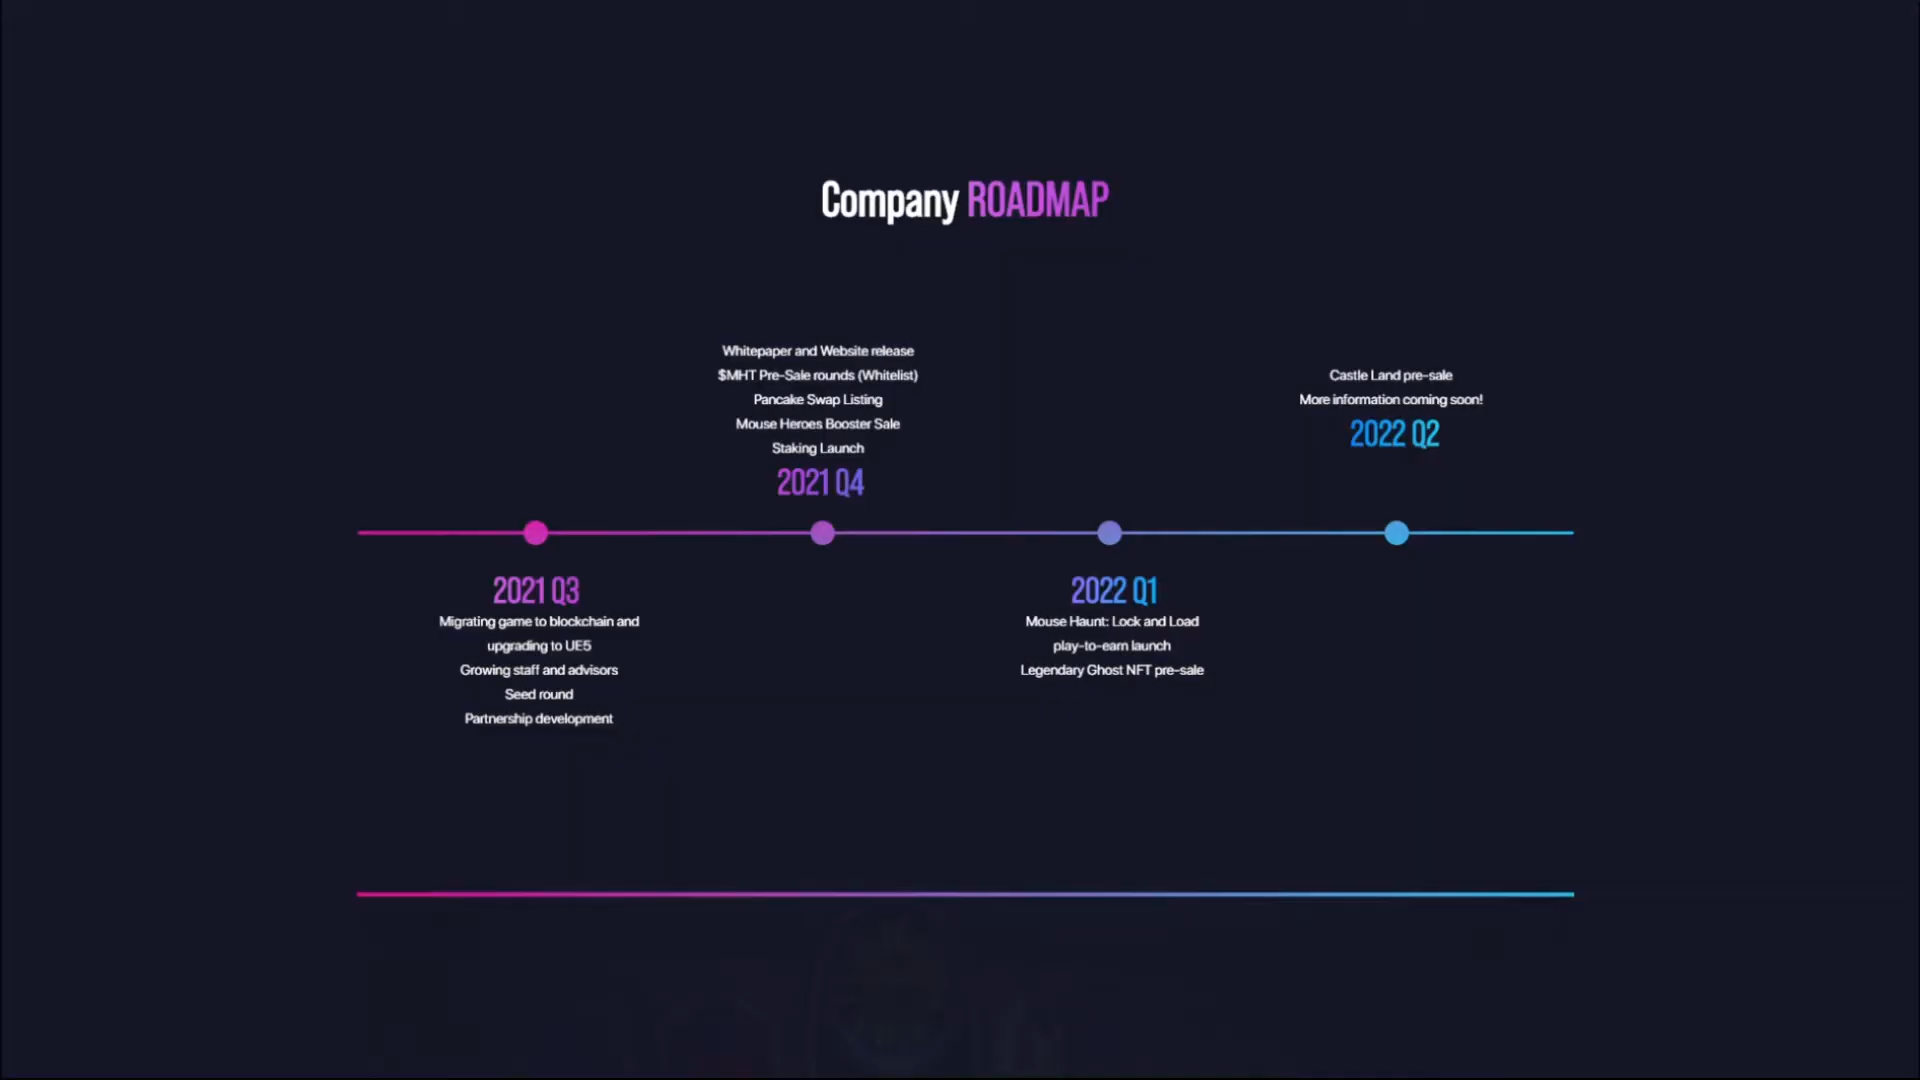 Company ROADMAP
Whitepaper and Website release
$MHT Pre-Sale rounds (Whitelist)
Pancake Swap Listing
Mouse Heroes Booster Sale
Staking Launch
2021 Q4
Castle Land pre-sale
More information coming soon!
2022 Q2
2021 Q3
Migrating game to blockchain and
upgrading to UE5
Growing staff and advisors
Seed round
Partnership development
2022 Q1
Mouse Haunt: Lock and Load
play-to-earn launch
Legendary Ghost NFT pre-sale